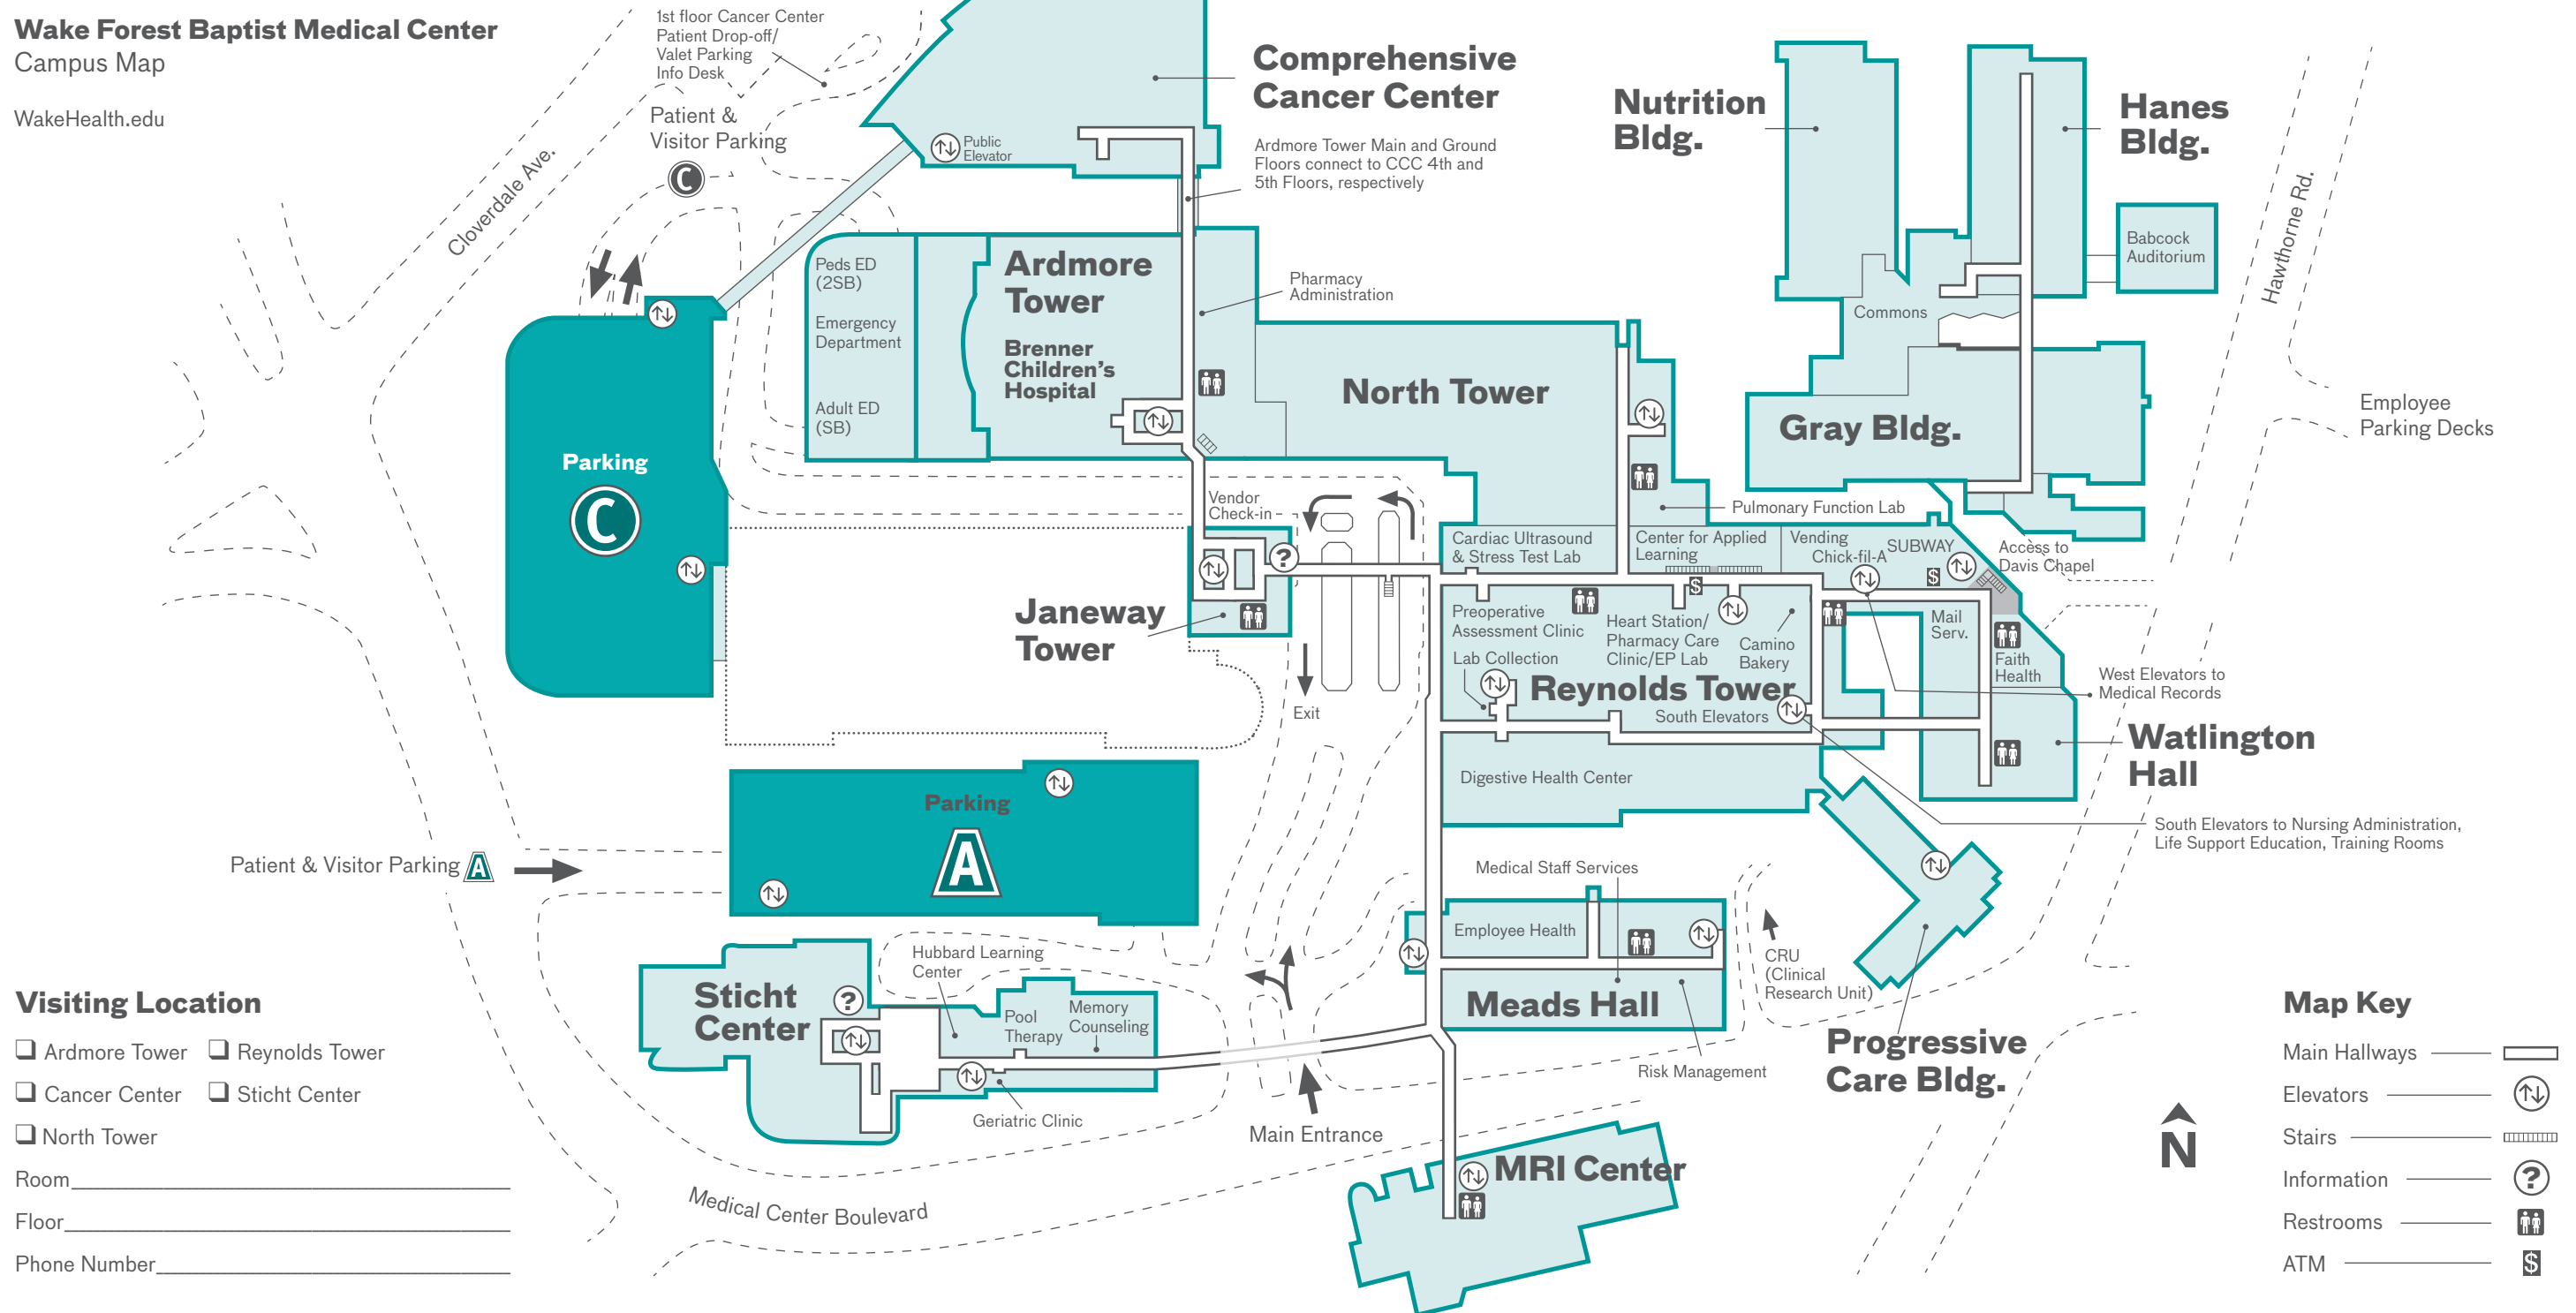 Wake Forest Baptist Medical Center
Campus Map
WakeHealth.edu
1st floor Cancer Center
Patient Drop-off/
Valet Parking
Info Desk
Patient &
Visitor Parking
C
Cloverdale Ave.
Public
Elevator
Comprehensive
Cancer Center
Ardmore Tower Main and Ground
Floors connect to CCC 4th and
5th Floors, respectively
Nutrition
Bldg.
Hanes
Bldg.
Babcock
Auditorium
Hawthorne Rd.
Commons
Employee
Parking Decks
Gray Bldg.
Peds ED
(2SB)
Emergency
Department
Adult ED
(SB)
Ardmore
Tower
Brenner
Children's
Hospital
Pharmacy
Administration
North Tower
Parking
C
Vendor
Check-in
?
Janeway
Tower
Exit
Pulmonary Function Lab
Cardiac Ultrasound
& Stress Test Lab
Center for Applied
Learning
Vending
Chick-fil-A
SUBWAY
$
$
Access to
Davis Chapel
Preoperative
Assessment Clinic
Heart Station/
Pharmacy Care
Clinic/EP Lab
Camino
Bakery
Mail
Serv.
Faith
Health
Lab Collection
Reynolds Tower
South Elevators
West Elevators to
Medical Records
Watlington
Hall
Digestive Health Center
South Elevators to Nursing Administration,
Life Support Education, Training Rooms
Parking
A
Patient & Visitor Parking A
Medical Staff Services
Employee Health
Meads Hall
CRU
(Clinical
Research Unit)
Risk Management
Progressive
Care Bldg.
Hubbard Learning
Center
Sticht
Center
?
Pool
Therapy
Memory
Counseling
Geriatric Clinic
Main Entrance
Medical Center Boulevard
MRI Center
Visiting Location
Ardmore Tower
Reynolds Tower
Cancer Center
Sticht Center
North Tower
Room
Floor
Phone Number
N
Map Key
Main Hallways
Elevators
Stairs
Information ?
Restrooms
ATM $